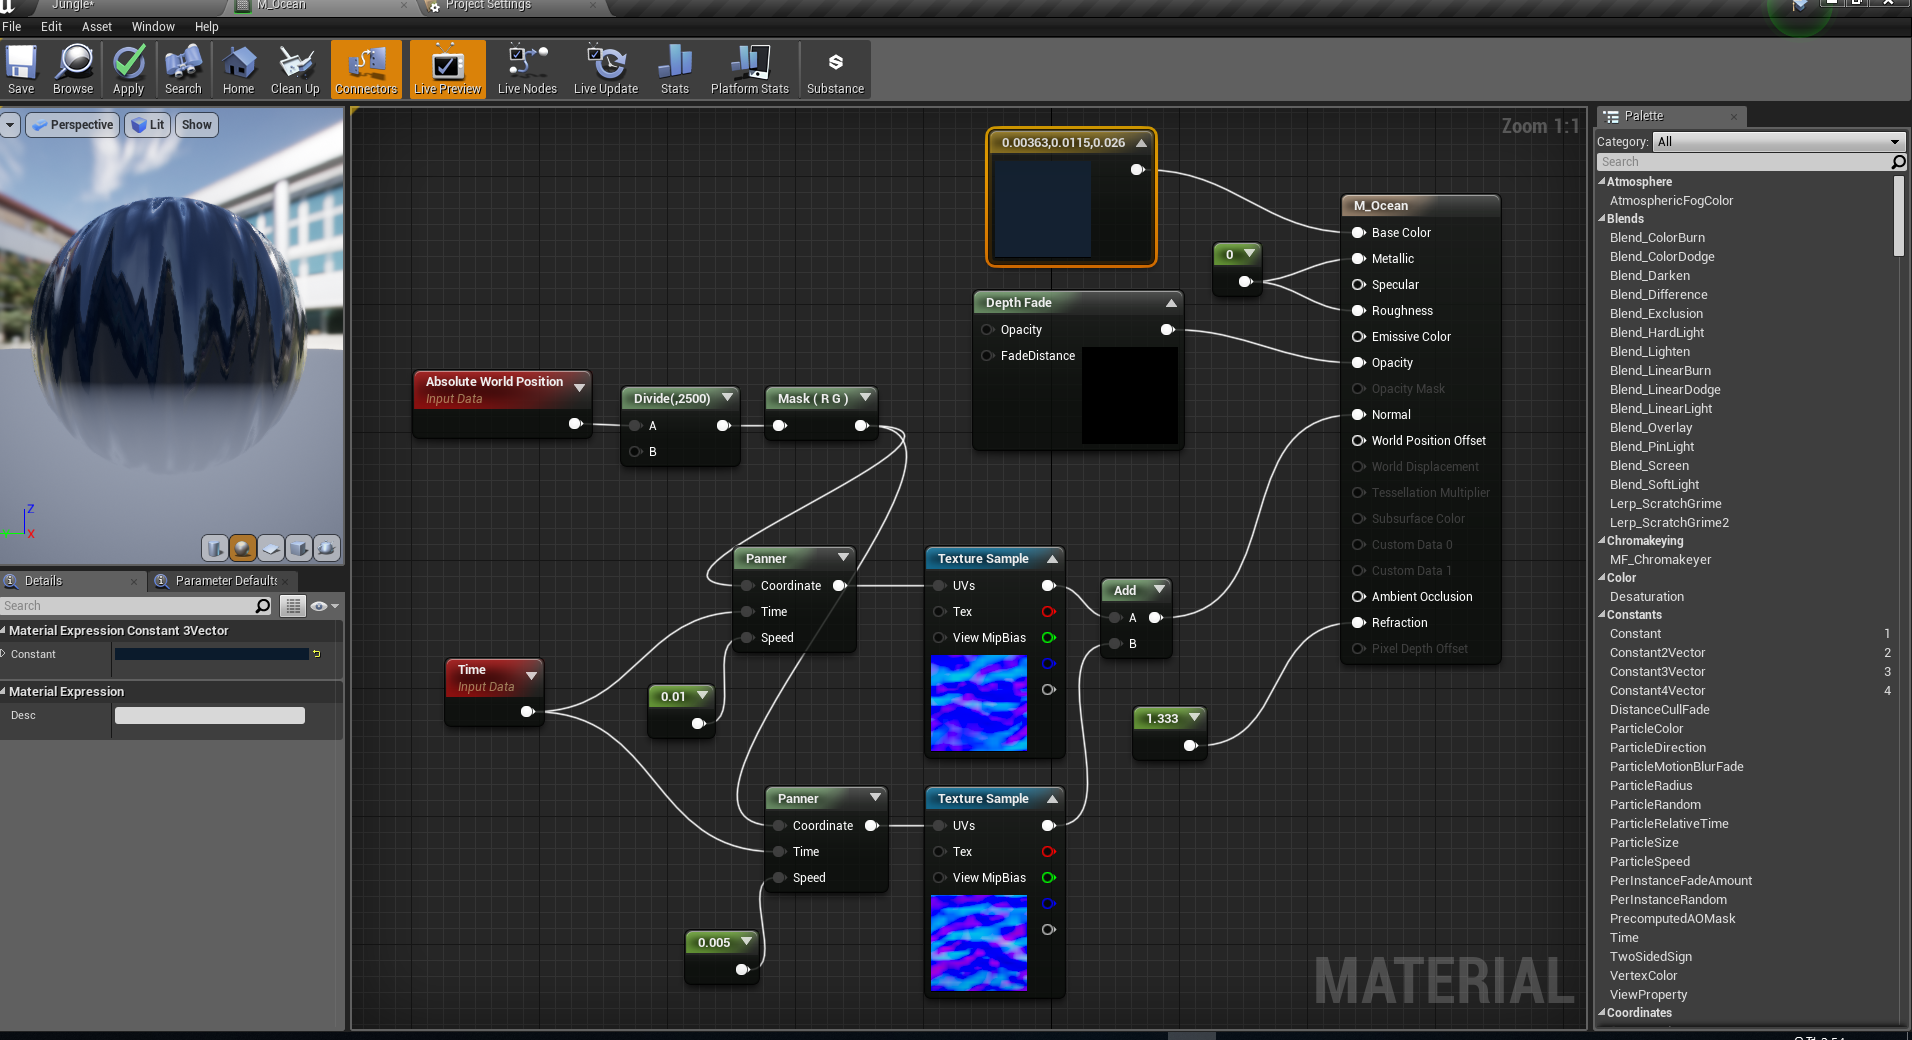 Jungle*
M_Ocean
Project Settings
File Edit Asset Window Help
Save Browse Apply Search Home Clean Up Connectors Live Preview Live Nodes Live Update Stats Platform Stats Substance
Perspective Lit Show
Z
Y
X
Details
Parameter Defaults
Search
Material Expression Constant 3Vector
Constant
Material Expression
Desc
Zoom 1:1
0.00363,0.0115,0.026
Depth Fade
Opacity
FadeDistance
0
M_Ocean
Base Color
Metallic
Specular
Roughness
Emissive Color
Opacity
Opacity Mask
Normal
World Position Offset
World Displacement
Tessellation Multiplier
Subsurface Color
Custom Data 0
Custom Data 1
Ambient Occlusion
Refraction
Pixel Depth Offset
Absolute World Position
Input Data
Divide(,2500)
A
B
Mask ( R G )
Panner
Coordinate
Time
Speed
Texture Sample
UVs
Tex
View MipBias
Add
A
B
Time
Input Data
0.01
1.333
Panner
Coordinate
Time
Speed
Texture Sample
UVs
Tex
View MipBias
0.005
MATERIAL
Palette
Category: All
Search
Atmosphere
AtmosphericFogColor
Blends
Blend_ColorBurn
Blend_ColorDodge
Blend_Darken
Blend_Difference
Blend_Exclusion
Blend_HardLight
Blend_Lighten
Blend_LinearBurn
Blend_LinearDodge
Blend_LinearLight
Blend_Overlay
Blend_PinLight
Blend_Screen
Blend_SoftLight
Lerp_ScratchGrime
Lerp_ScratchGrime2
Chromakeying
MF_Chromakeyer
Color
Desaturation
Constants
Constant 1
Constant2Vector 2
Constant3Vector 3
Constant4Vector 4
DistanceCullFade
ParticleColor
ParticleDirection
ParticleMotionBlurFade
ParticleRadius
ParticleRandom
ParticleRelativeTime
ParticleSize
ParticleSpeed
PerInstanceFadeAmount
PerInstanceRandom
PrecomputedAOMask
Time
TwoSidedSign
VertexColor
ViewProperty
Coordinates